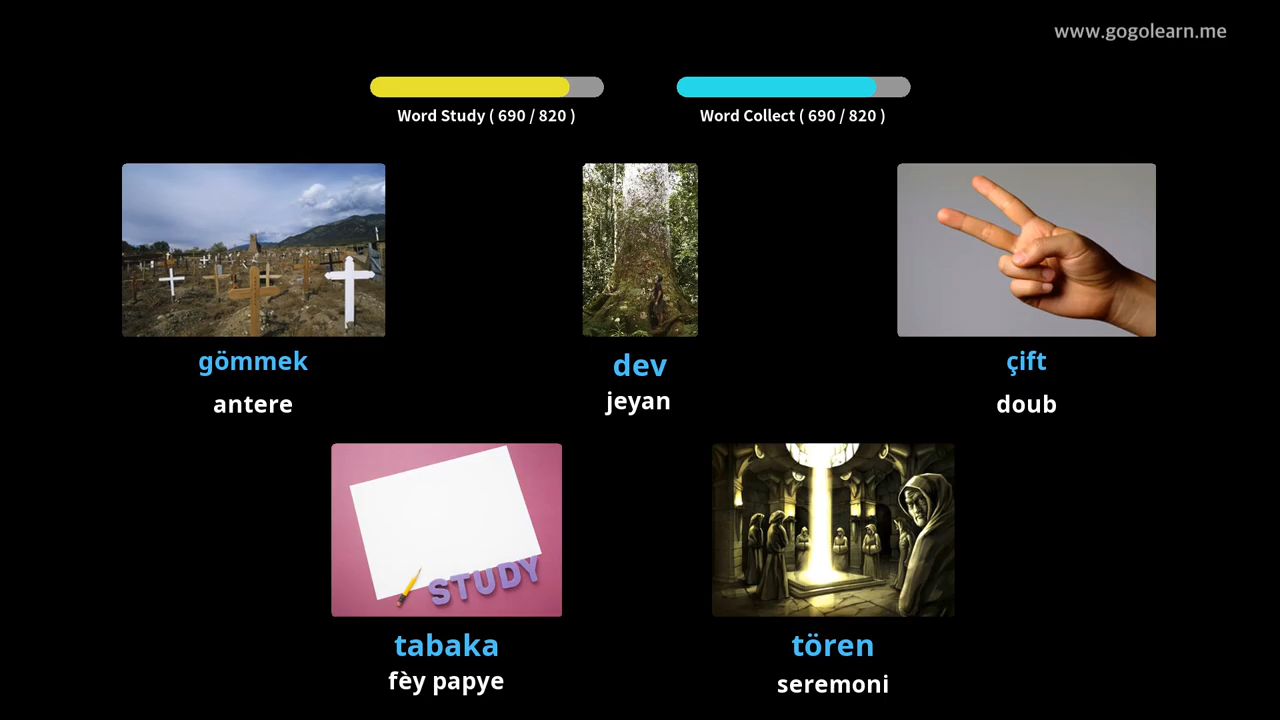 www.gogolearn.me
Word Study ( 690 / 820 )
Word Collect ( 690 / 820 )
gömmek
antere
dev
jeyan
çift
doub
STUDY
tabaka
fèy papye
tören
seremoni